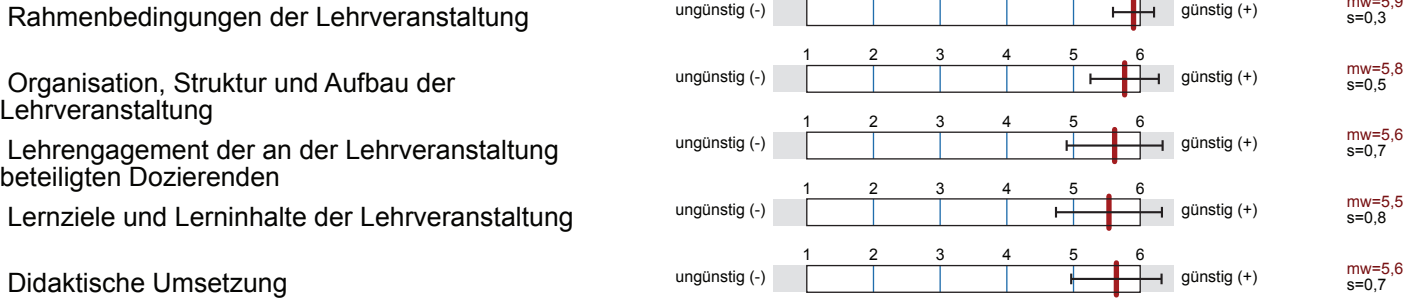 Rahmenbedingungen der Lehrveranstaltung
ungünstig (-)
günstig (+)
mw=5,9
s=0,3
Organisation, Struktur und Aufbau der
Lehrveranstaltung
1 2 3 4 5 6
ungünstig (-)
günstig (+)
mw=5,8
s=0,5
Lehrengagement der an der Lehrveranstaltung
beteiligten Dozierenden
1 2 3 4 5 6
ungünstig (-)
günstig (+)
mw=5,6
s=0,7
Lernziele und Lerninhalte der Lehrveranstaltung
1 2 3 4 5 6
ungünstig (-)
günstig (+)
mw=5,5
s=0,8
Didaktische Umsetzung
1 2 3 4 5 6
ungünstig (-)
günstig (+)
mw=5,6
s=0,7